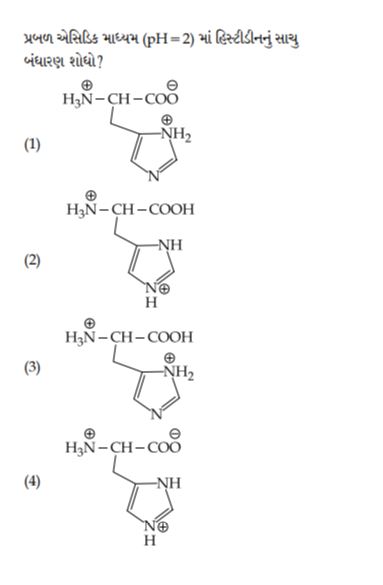 પ્રબળ એસિડિક માધ્યમ (pH = 2) માં હિસ્ટીડીનનું સાચુ
બંધારણ શોધો?
⊕ ⊖
H₃N – CH – COO
⊕
NH₂
(1)
N
⊕
H₃N – CH – COOH
NH
(2)
N⊕
H
⊕
H₃N – CH – COOH
⊕
(3) NH₂
N
⊕ ⊖
H₃N – CH – COO
(4) NH
N⊕
H